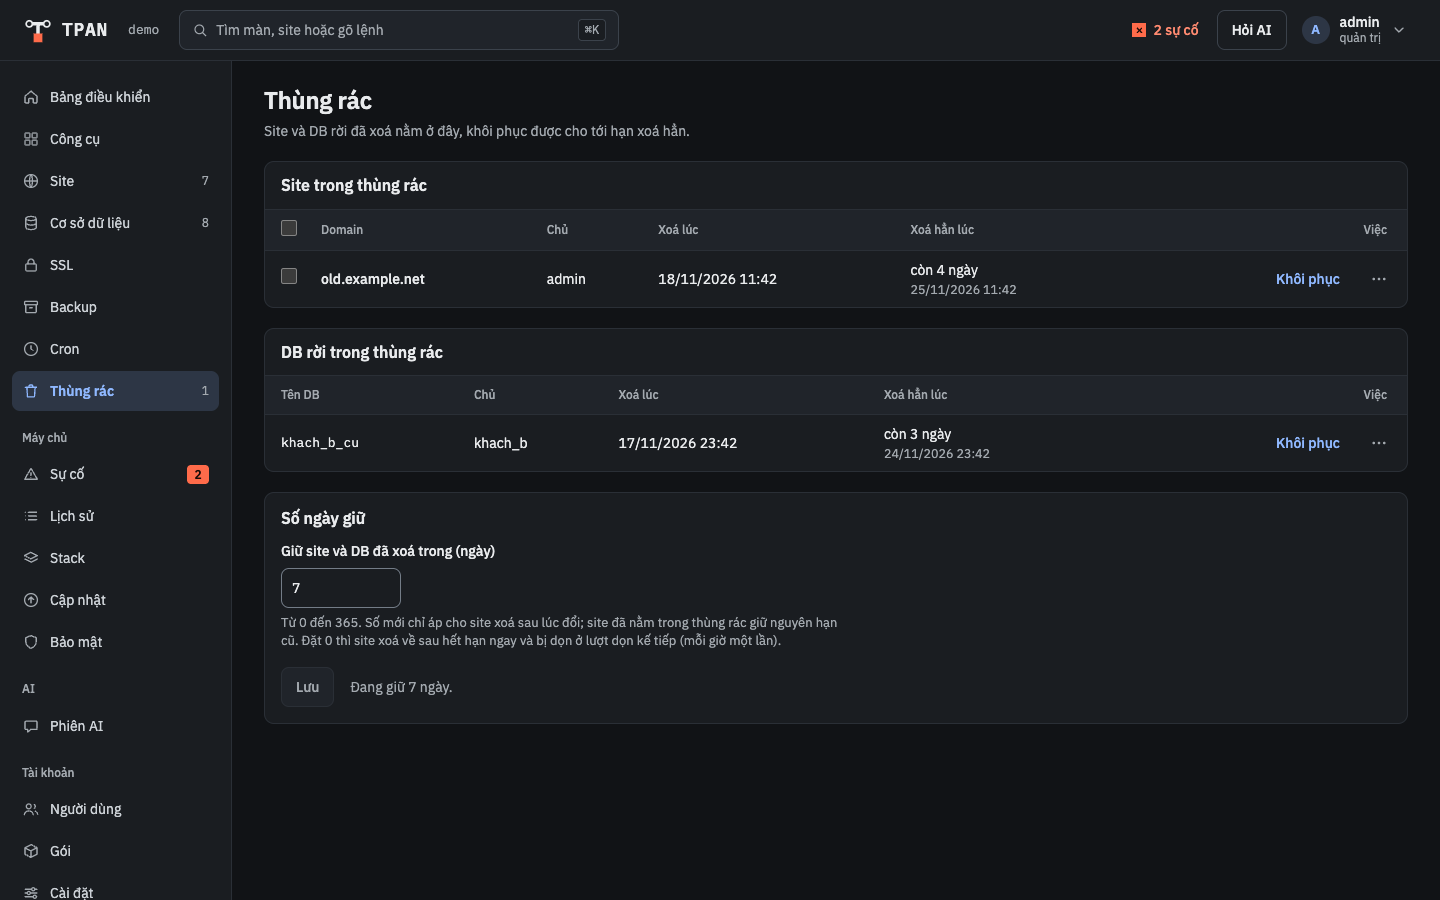 TPAN demo
Tìm màn, site hoặc gõ lệnh ⌘K
2 sự cố
Hỏi AI
A
admin
quản trị
Bảng điều khiển
Công cụ
Site 7
Cơ sở dữ liệu 8
SSL
Backup
Cron
Thùng rác 1
Máy chủ
Sự cố 2
Lịch sử
Stack
Cập nhật
Bảo mật
AI
Phiên AI
Tài khoản
Người dùng
Gói
Cài đặt
Thùng rác
Site và DB rời đã xoá nằm ở đây, khôi phục được cho tới hạn xoá hẳn.
Site trong thùng rác
Domain Chủ Xoá lúc Xoá hẳn lúc Việc
old.example.net admin 18/11/2026 11:42 còn 4 ngày Khôi phục ···
25/11/2026 11:42
DB rời trong thùng rác
Tên DB Chủ Xoá lúc Xoá hẳn lúc Việc
khach_b_cu khach_b 17/11/2026 23:42 còn 3 ngày Khôi phục ···
24/11/2026 23:42
Số ngày giữ
Giữ site và DB đã xoá trong (ngày)
7
Từ 0 đến 365. Số mới chỉ áp cho site xoá sau lúc đổi; site đã nằm trong thùng rác giữ nguyên hạn
cũ. Đặt 0 thì site xoá về sau hết hạn ngay và bị dọn ở lượt dọn kế tiếp (mỗi giờ một lần).
Lưu Đang giữ 7 ngày.